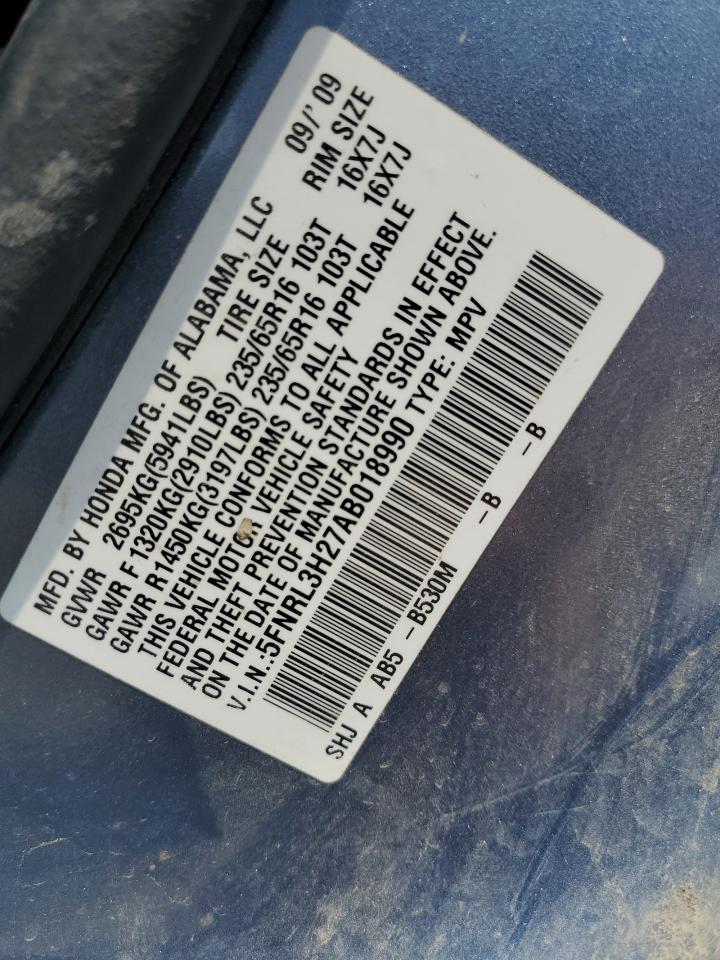 MFD. BY HONDA MFG. OF ALABAMA, LLC 09/' 09
GVWR 2695KG(5941LBS) TIRE SIZE RIM SIZE
GAWR F 1320KG(2910LBS) 235/65R16 103T 16X7J
GAWR R1450KG(3197LBS) 235/65R16 103T 16X7J
THIS VEHICLE CONFORMS TO ALL APPLICABLE
FEDERAL MOTOR VEHICLE SAFETY
AND THEFT PREVENTION STANDARDS IN EFFECT
ON THE DATE OF MANUFACTURE SHOWN ABOVE.
V.I.N.:5FNRL3H27AB018990 TYPE: MPV
SHJ A AB5 -B530M -B -B